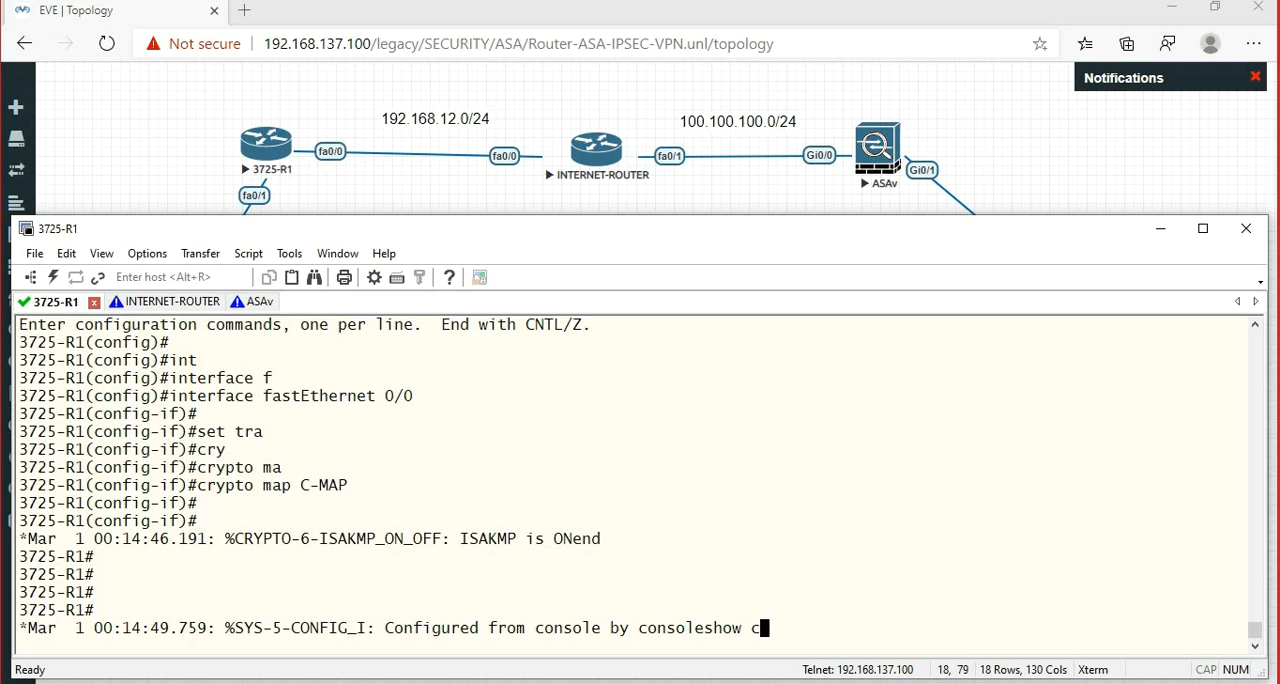 EVE | Topology
Not secure
192.168.137.100/legacy/SECURITY/ASA/Router-ASA-IPSEC-VPN.unl/topology
Notifications
192.168.12.0/24
100.100.100.0/24
fa0/0
fa0/0
fa0/1
Gi0/0
Gi0/1
3725-R1
INTERNET-ROUTER
ASAv
fa0/1
3725-R1
File Edit View Options Transfer Script Tools Window Help
Enter host <Alt+R>
3725-R1
INTERNET-ROUTER
ASAv
Enter configuration commands, one per line.  End with CNTL/Z.
3725-R1(config)#
3725-R1(config)#int
3725-R1(config)#interface f
3725-R1(config)#interface fastEthernet 0/0
3725-R1(config-if)#
3725-R1(config-if)#set tra
3725-R1(config-if)#cry
3725-R1(config-if)#crypto ma
3725-R1(config-if)#crypto map C-MAP
3725-R1(config-if)#
3725-R1(config-if)#
*Mar  1 00:14:46.191: %CRYPTO-6-ISAKMP_ON_OFF: ISAKMP is ONend
3725-R1#
3725-R1#
3725-R1#
3725-R1#
*Mar  1 00:14:49.759: %SYS-5-CONFIG_I: Configured from console by consoleshow c
Ready
Telnet: 192.168.137.100
18, 79
18 Rows, 130 Cols
Xterm
CAP NUM